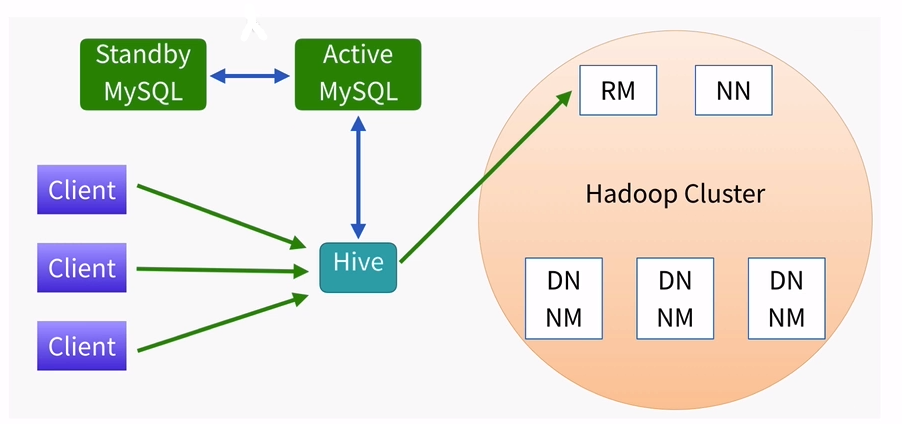 Standby
MySQL
Active
MySQL
RM
NN
Client
Hadoop Cluster
Client
Hive
DN
NM
DN
NM
DN
NM
Client